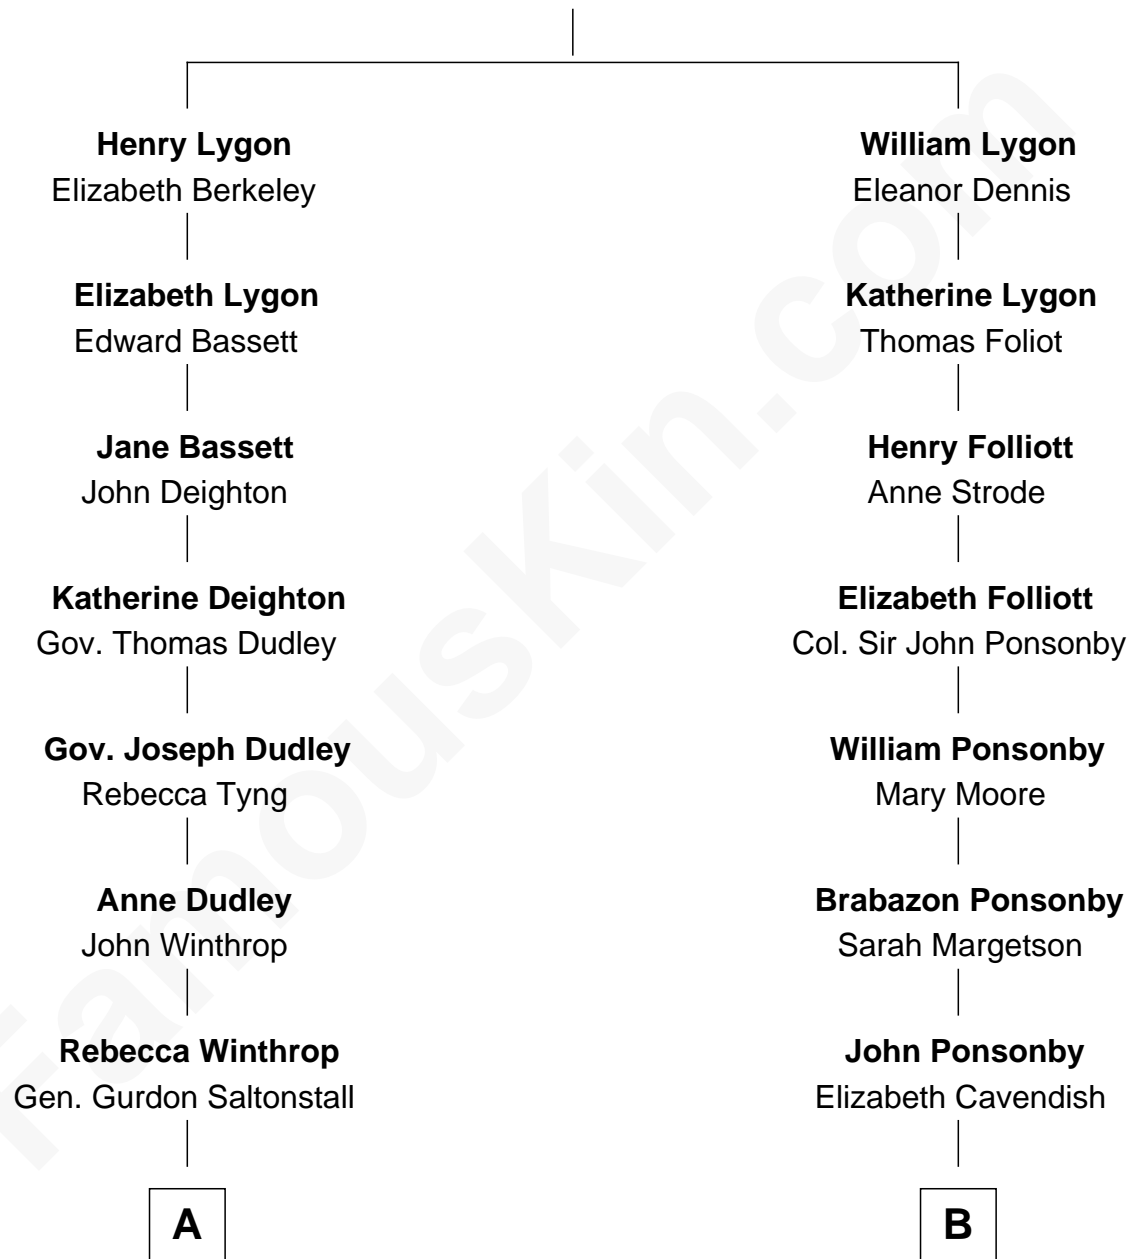 Henry Lygon
Elizabeth Berkeley
Elizabeth Lygon
Edward Bassett
Jane Bassett
John Deighton
Katherine Deighton
Gov. Thomas Dudley
Gov. Joseph Dudley
Rebecca Tyng
Anne Dudley
John Winthrop
Rebecca Winthrop
Gen. Gurdon Saltonstall
A
William Lygon
Eleanor Dennis
Katherine Lygon
Thomas Foliot
Henry Folliott
Anne Strode
Elizabeth Folliott
Col. Sir John Ponsonby
William Ponsonby
Mary Moore
Brabazon Ponsonby
Sarah Margetson
John Ponsonby
Elizabeth Cavendish
B
FamousKin.com